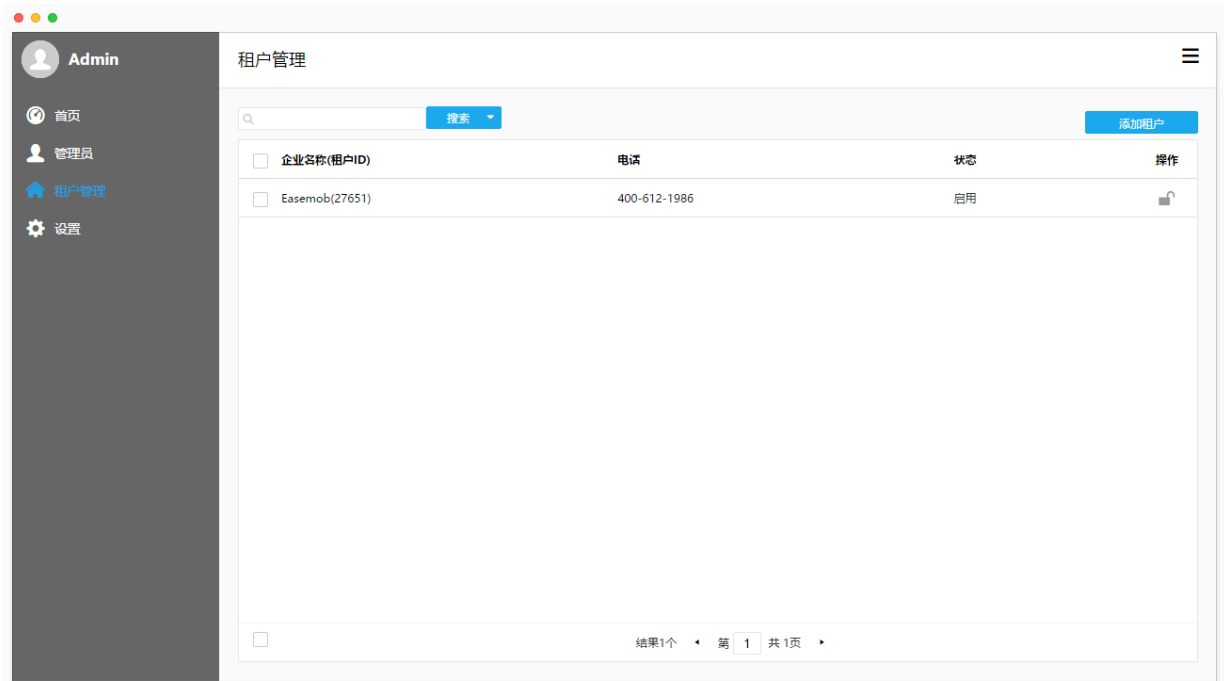 Admin
租户管理
首页
管理员
租户管理
设置
搜索
添加租户
企业名称(租户ID) 电话 状态 操作
Easemob(27651) 400-612-1986 启用
结果1个 第 1 共 1页